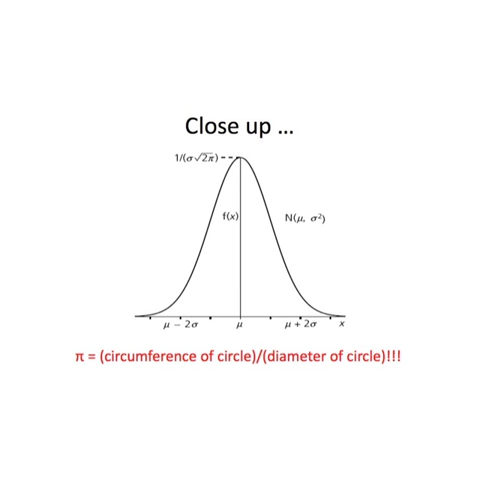 Close up ...
1/(σ√2π)
f(x)
N(μ, σ²)
μ − 2σ
μ
μ + 2σ
x
π = (circumference of circle)/(diameter of circle)!!!